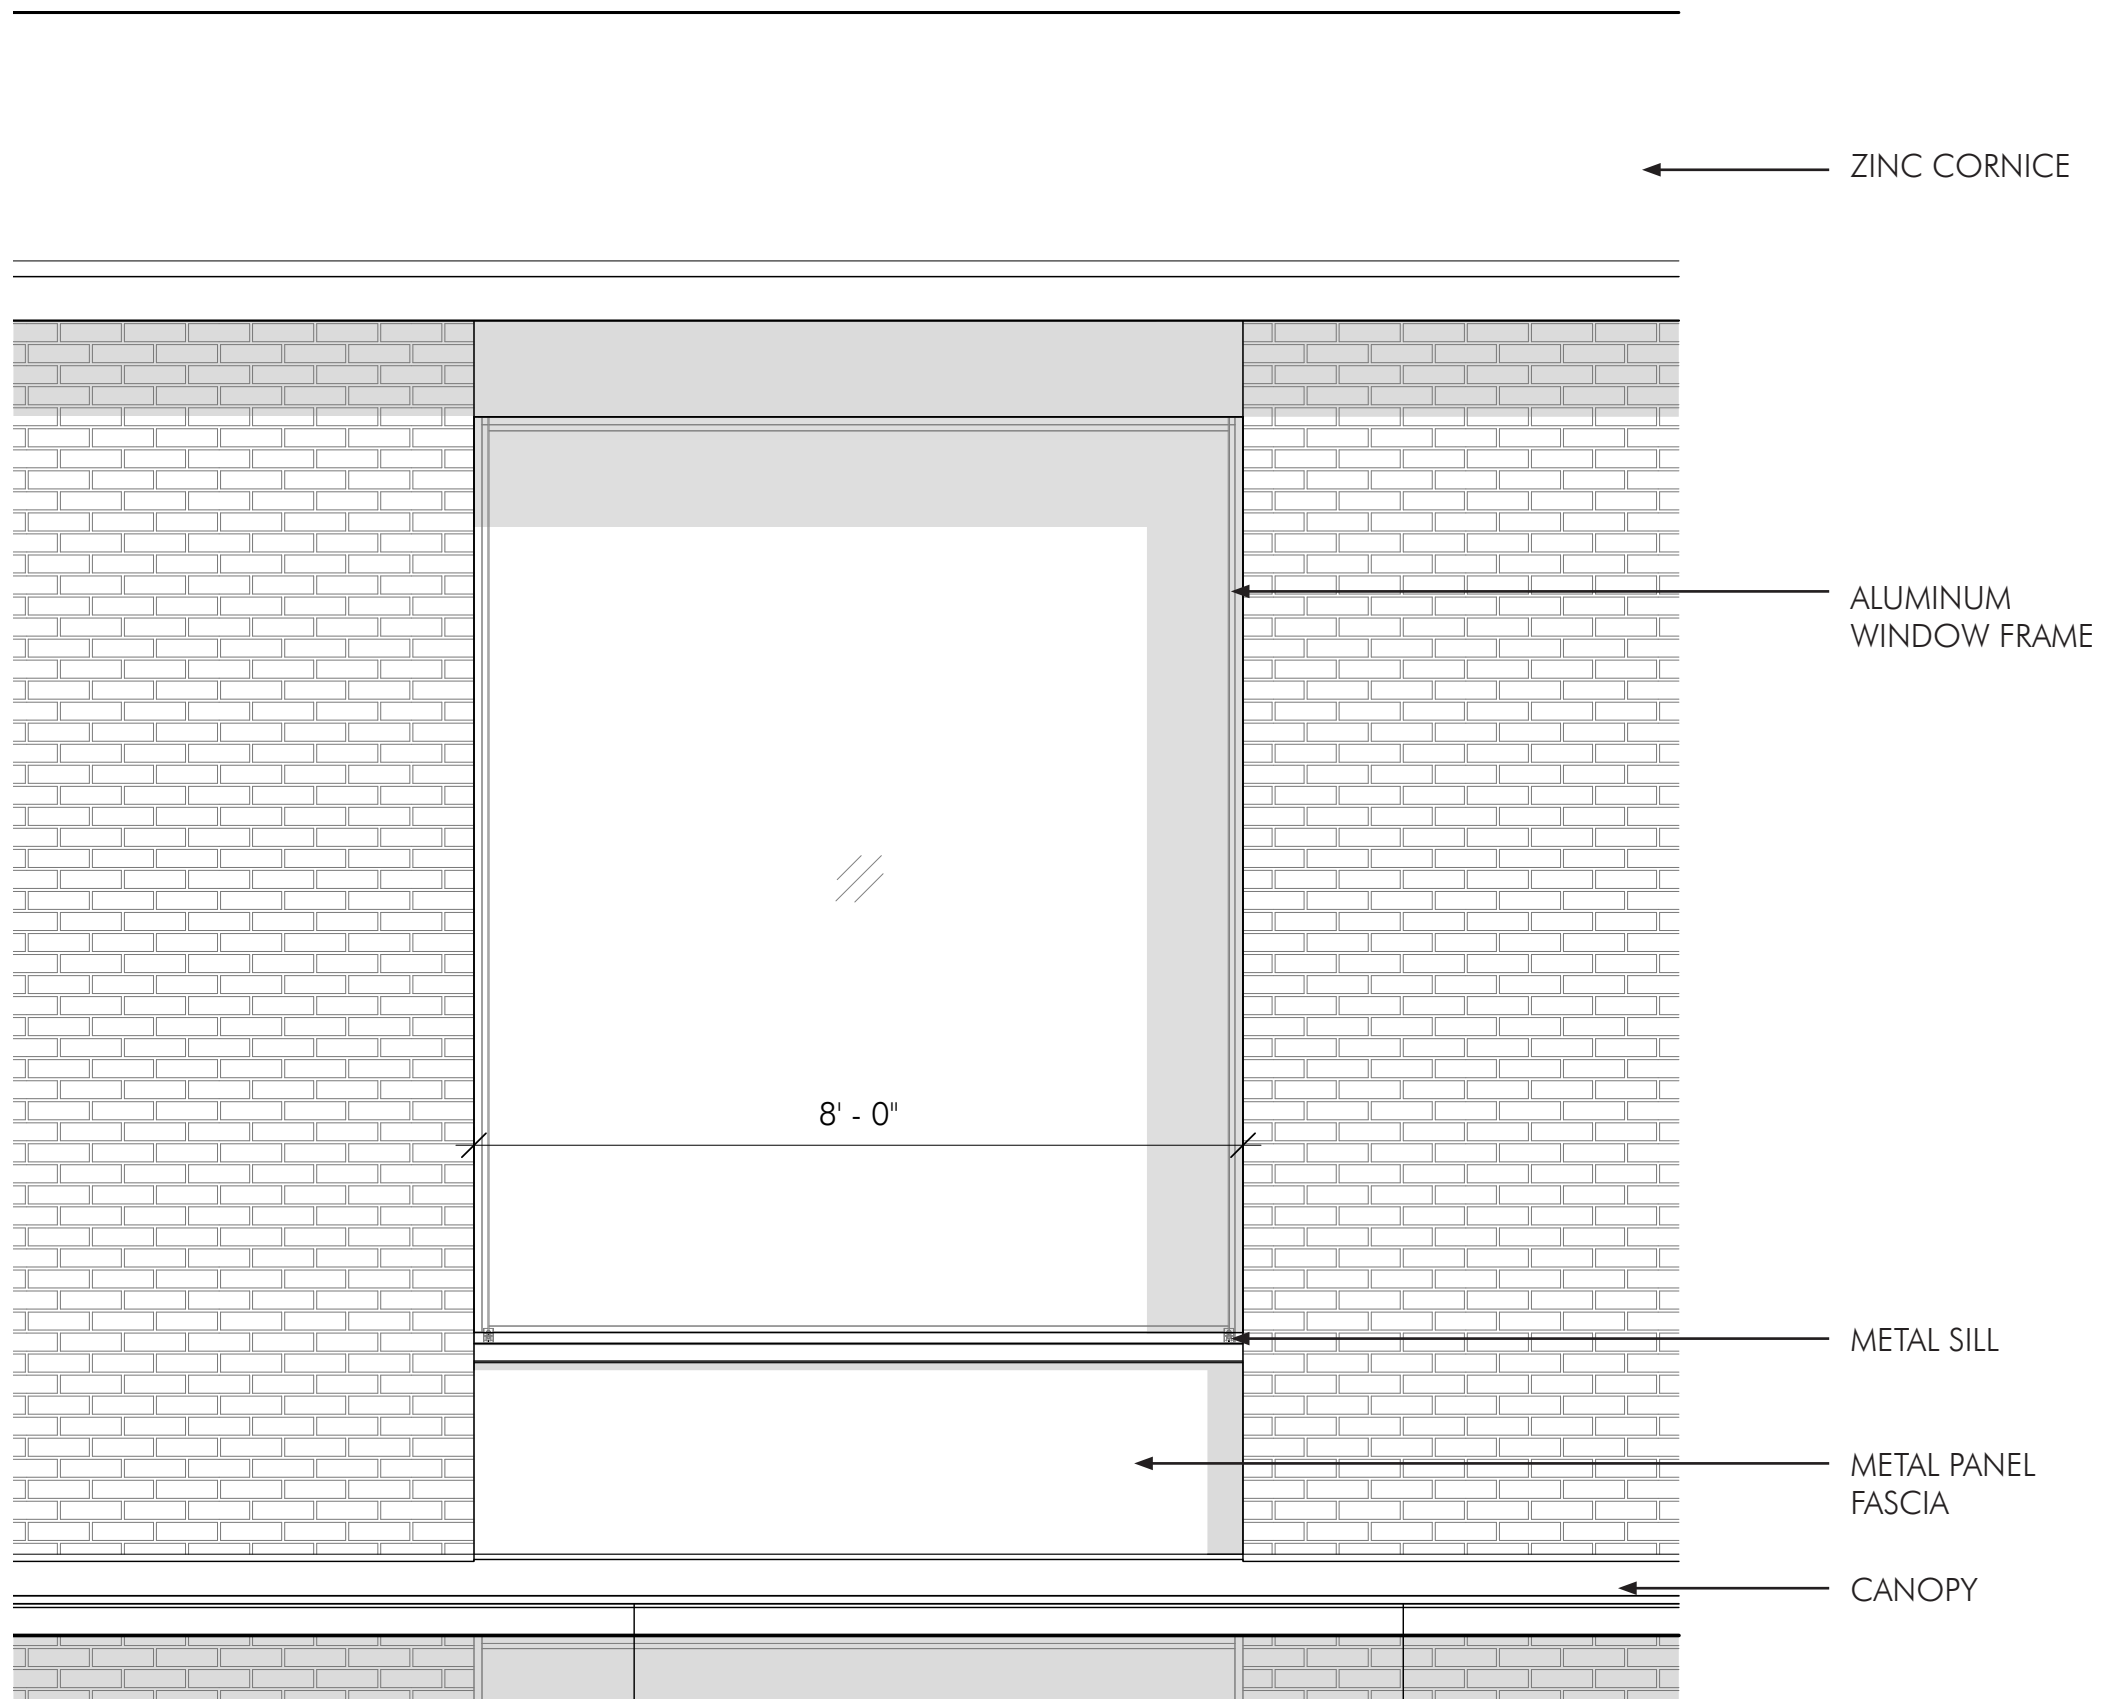 ZINC CORNICE
ALUMINUM
WINDOW FRAME
8' - 0"
METAL SILL
METAL PANEL
FASCIA
CANOPY